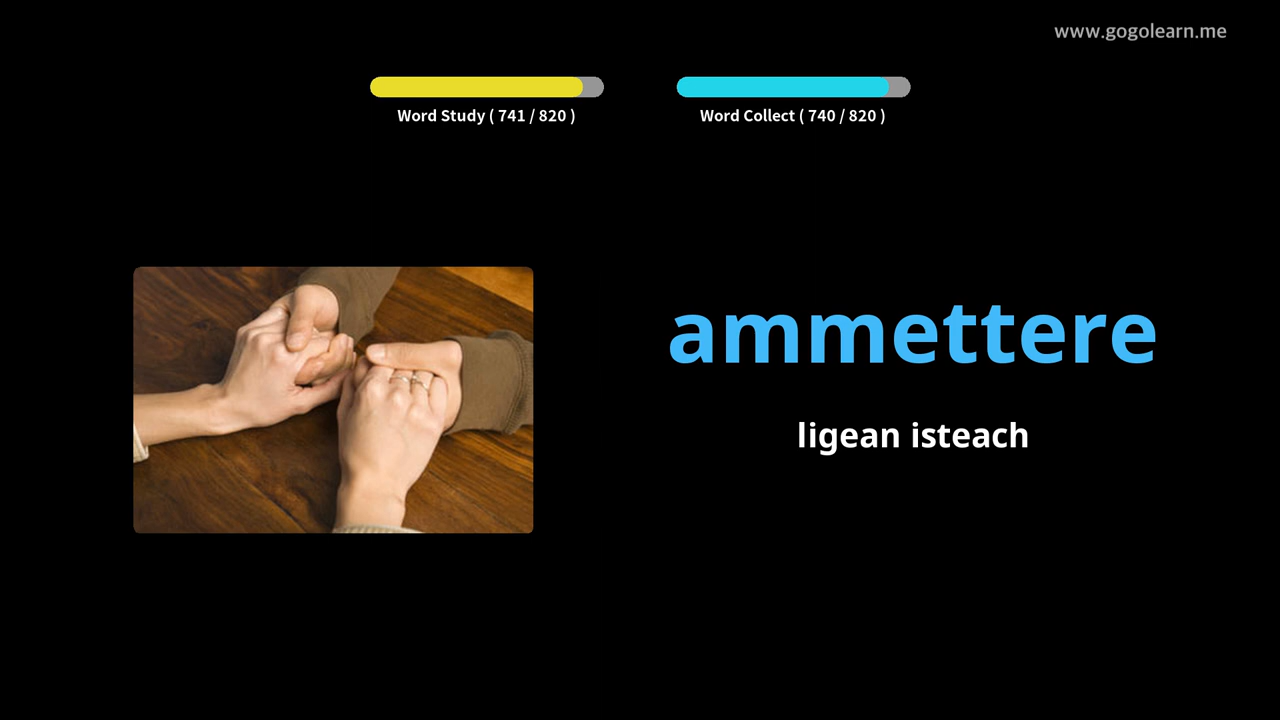 www.gogolearn.me
Word Study ( 741 / 820 )
Word Collect ( 740 / 820 )
ammettere
ligean isteach